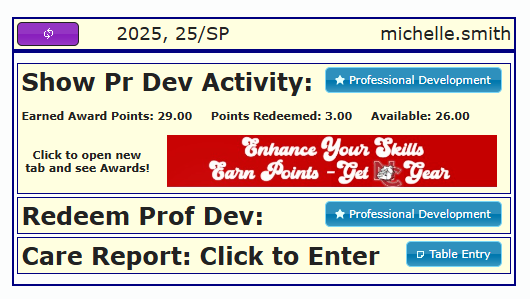 2025, 25/SP michelle.smith
Show Pr Dev Activity: Professional Development
Earned Award Points: 29.00 Points Redeemed: 3.00 Available: 26.00
Click to open new
tab and see Awards!
Enhance Your Skills
Earn Points - Get Gear
Redeem Prof Dev: Professional Development
Care Report: Click to Enter Table Entry